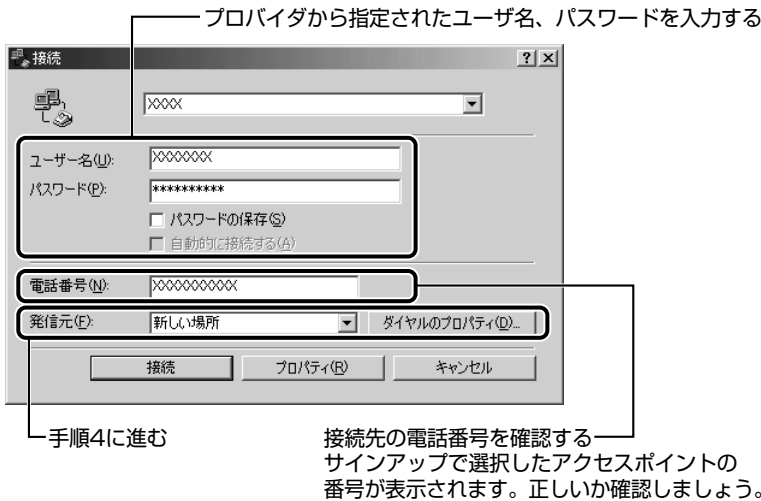 プロバイダから指定されたユーザ名、パスワードを入力する
接続
XXXX
ユーザー名(U):
XXXXXXX
パスワード(P):
**********
パスワードの保存(S)
自動的に接続する(A)
電話番号(N):
XXXXXXXXXX
発信元(F):
新しい場所
ダイヤルのプロパティ(D)...
接続
プロパティ(R)
キャンセル
手順4に進む
接続先の電話番号を確認する
サインアップで選択したアクセスポイントの
番号が表示されます。正しいか確認しましょう。